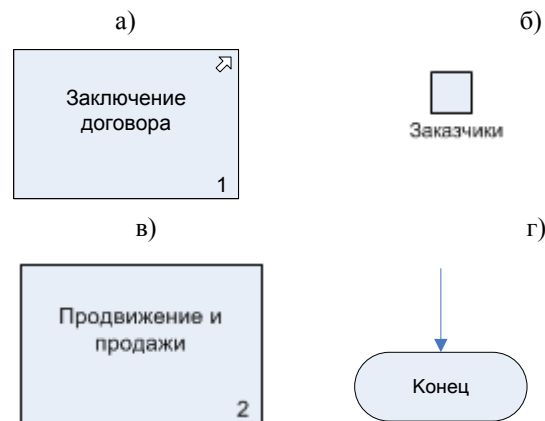 а)
б)
Заключение
договора
1
Заказчики
в)
г)
Продвижение и
продажи
2
Конец